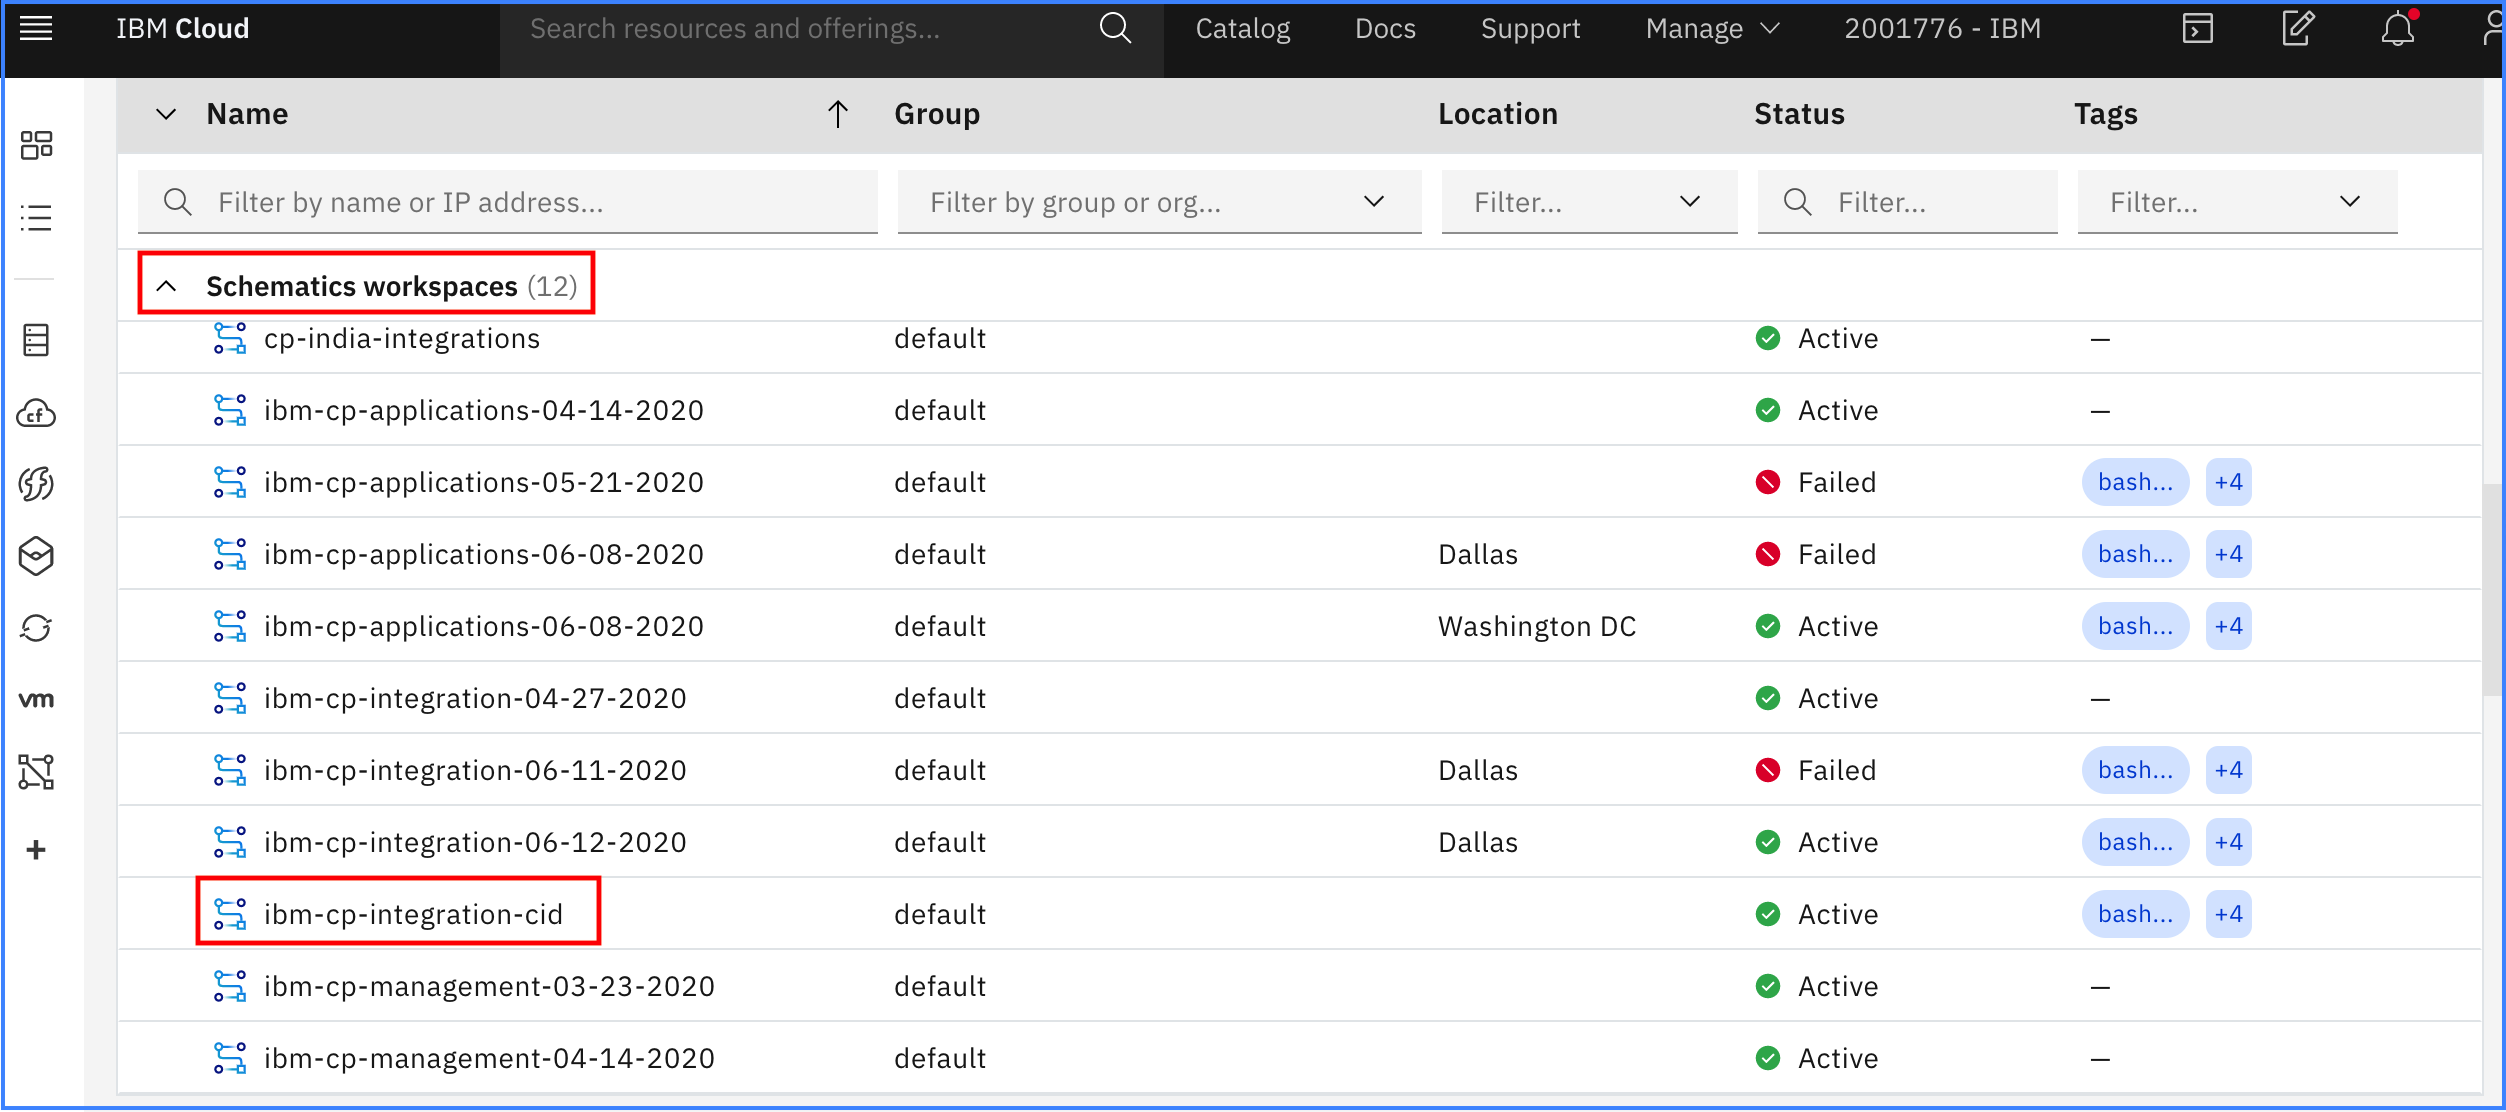 IBM Cloud Search resources and offerings... Catalog Docs Support Manage 2001776 - IBM
Name Group Location Status Tags
Filter by name or IP address... Filter by group or org... Filter... Filter... Filter...
Schematics workspaces (12)
cp-india-integrations default Active –
ibm-cp-applications-04-14-2020 default Active –
ibm-cp-applications-05-21-2020 default Failed bash... +4
ibm-cp-applications-06-08-2020 default Dallas Failed bash... +4
ibm-cp-applications-06-08-2020 default Washington DC Active bash... +4
ibm-cp-integration-04-27-2020 default Active –
ibm-cp-integration-06-11-2020 default Dallas Failed bash... +4
ibm-cp-integration-06-12-2020 default Dallas Active bash... +4
ibm-cp-integration-cid default Active bash... +4
ibm-cp-management-03-23-2020 default Active –
ibm-cp-management-04-14-2020 default Active –
cf
vm